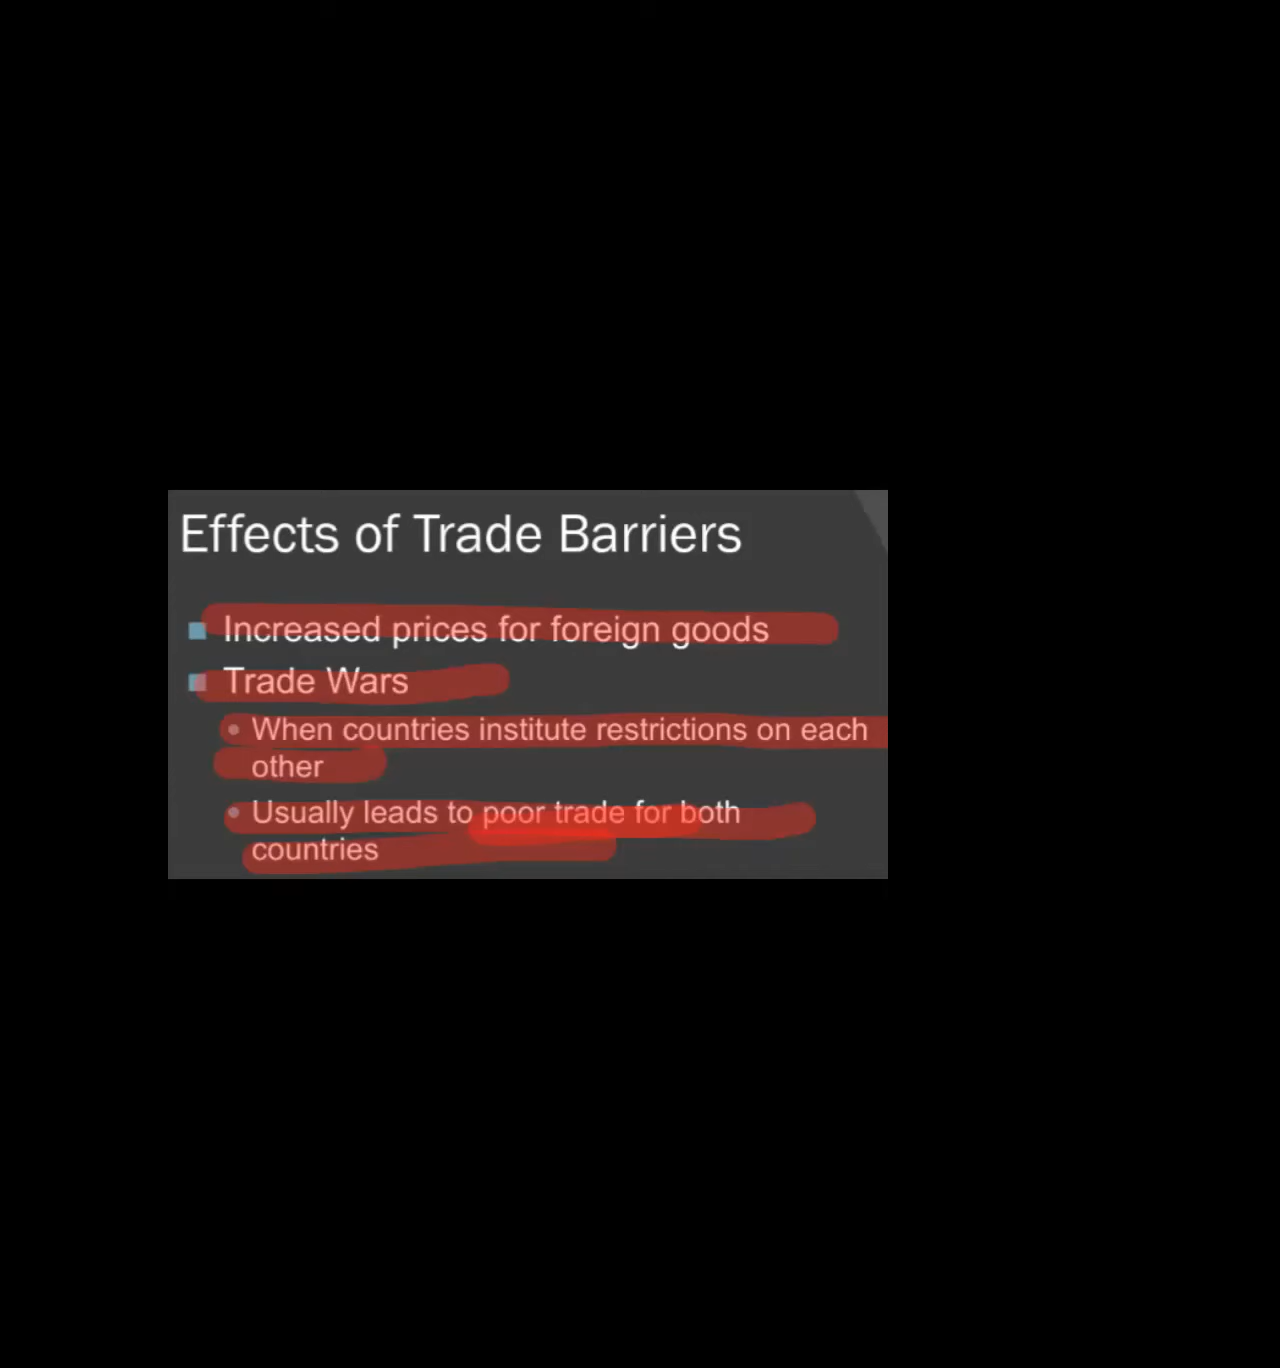 Effects of Trade Barriers
Increased prices for foreign goods
Trade Wars
When countries institute restrictions on each
other
Usually leads to poor trade for both
countries